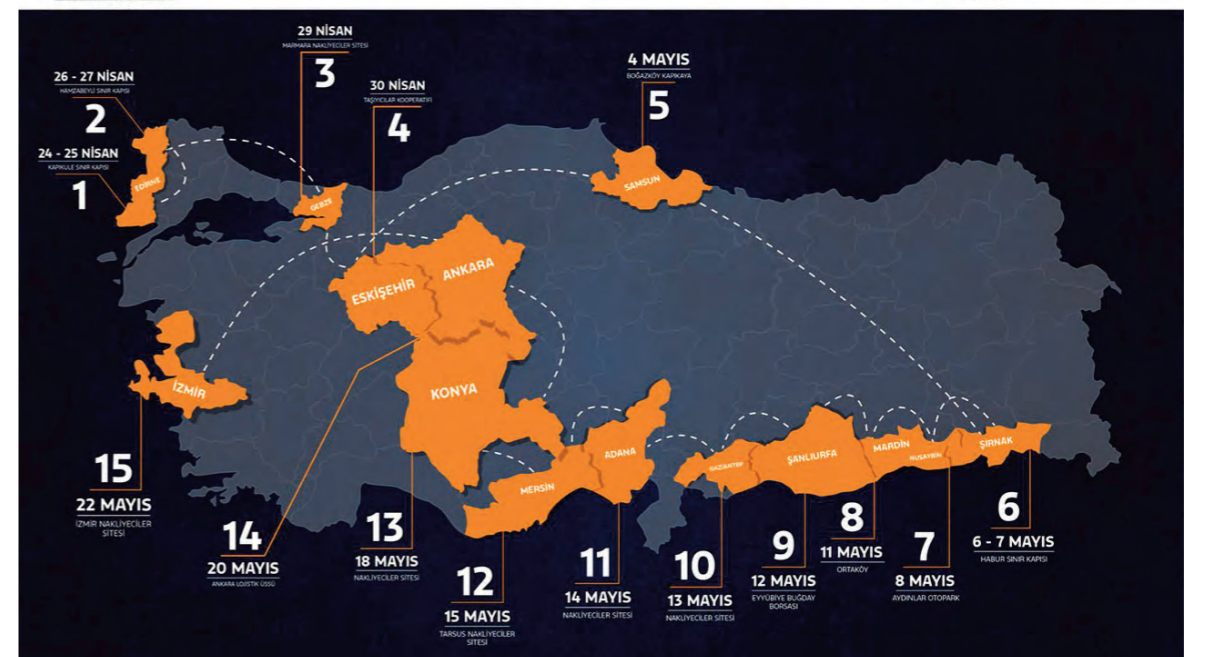 24 - 25 NİSAN
KAPIKULE SINIR KAPISI
1
26 - 27 NİSAN
HAMZABEYLİ SINIR KAPISI
2
29 NİSAN
MARMARA NAKLİYECİLER SİTESİ
3
30 NİSAN
TAŞIYICILAR KOOPERATİFİ
4
4 MAYIS
BOĞAZKÖY KAPIKAYA
5
EDİRNE
GEBZE
SAMSUN
ESKİŞEHİR
ANKARA
İZMİR
KONYA
MERSİN
ADANA
GAZİANTEP
ŞANLIURFA
MARDİN
NUSAYBİN
ŞIRNAK
6
6 - 7 MAYIS
HABUR SINIR KAPISI
7
8 MAYIS
AYDINLAR OTOPARK
8
11 MAYIS
ORTAKÖY
9
12 MAYIS
EYYÜBİYE BUĞDAY
BORSASI
10
13 MAYIS
NAKLİYECİLER SİTESİ
11
14 MAYIS
NAKLİYECİLER SİTESİ
12
15 MAYIS
TARSUS NAKLİYECİLER
SİTESİ
13
18 MAYIS
NAKLİYECİLER SİTESİ
14
20 MAYIS
ANKARA LOJİSTİK ÜSSÜ
15
22 MAYIS
İZMİR NAKLİYECİLER
SİTESİ